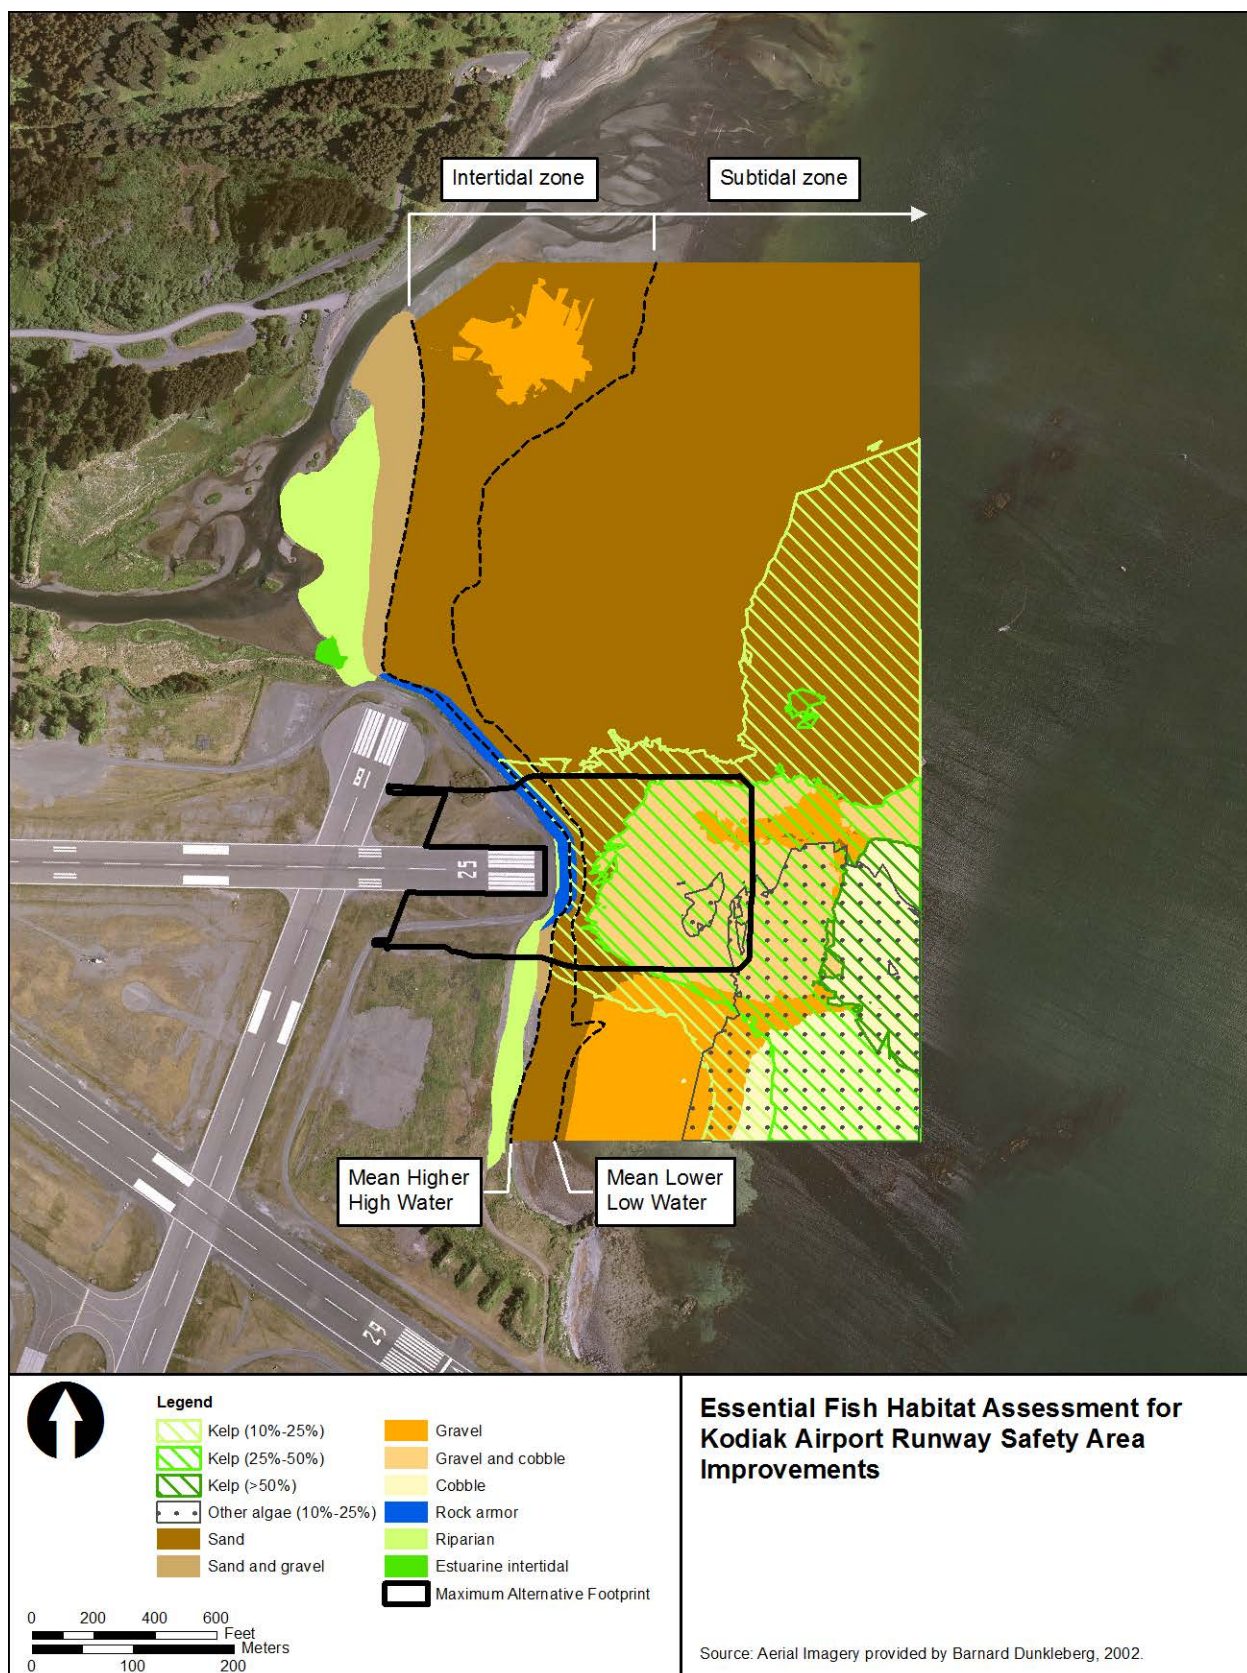 Intertidal zone
Subtidal zone
19
25
Mean Higher
High Water
Mean Lower
Low Water
29
Legend
Kelp (10%-25%)
Kelp (25%-50%)
Kelp (>50%)
Other algae (10%-25%)
Sand
Sand and gravel
Gravel
Gravel and cobble
Cobble
Rock armor
Riparian
Estuarine intertidal
Maximum Alternative Footprint
0 200 400 600
Feet
Meters
0 100 200
Essential Fish Habitat Assessment for
Kodiak Airport Runway Safety Area
Improvements
Source: Aerial Imagery provided by Barnard Dunkleberg, 2002.